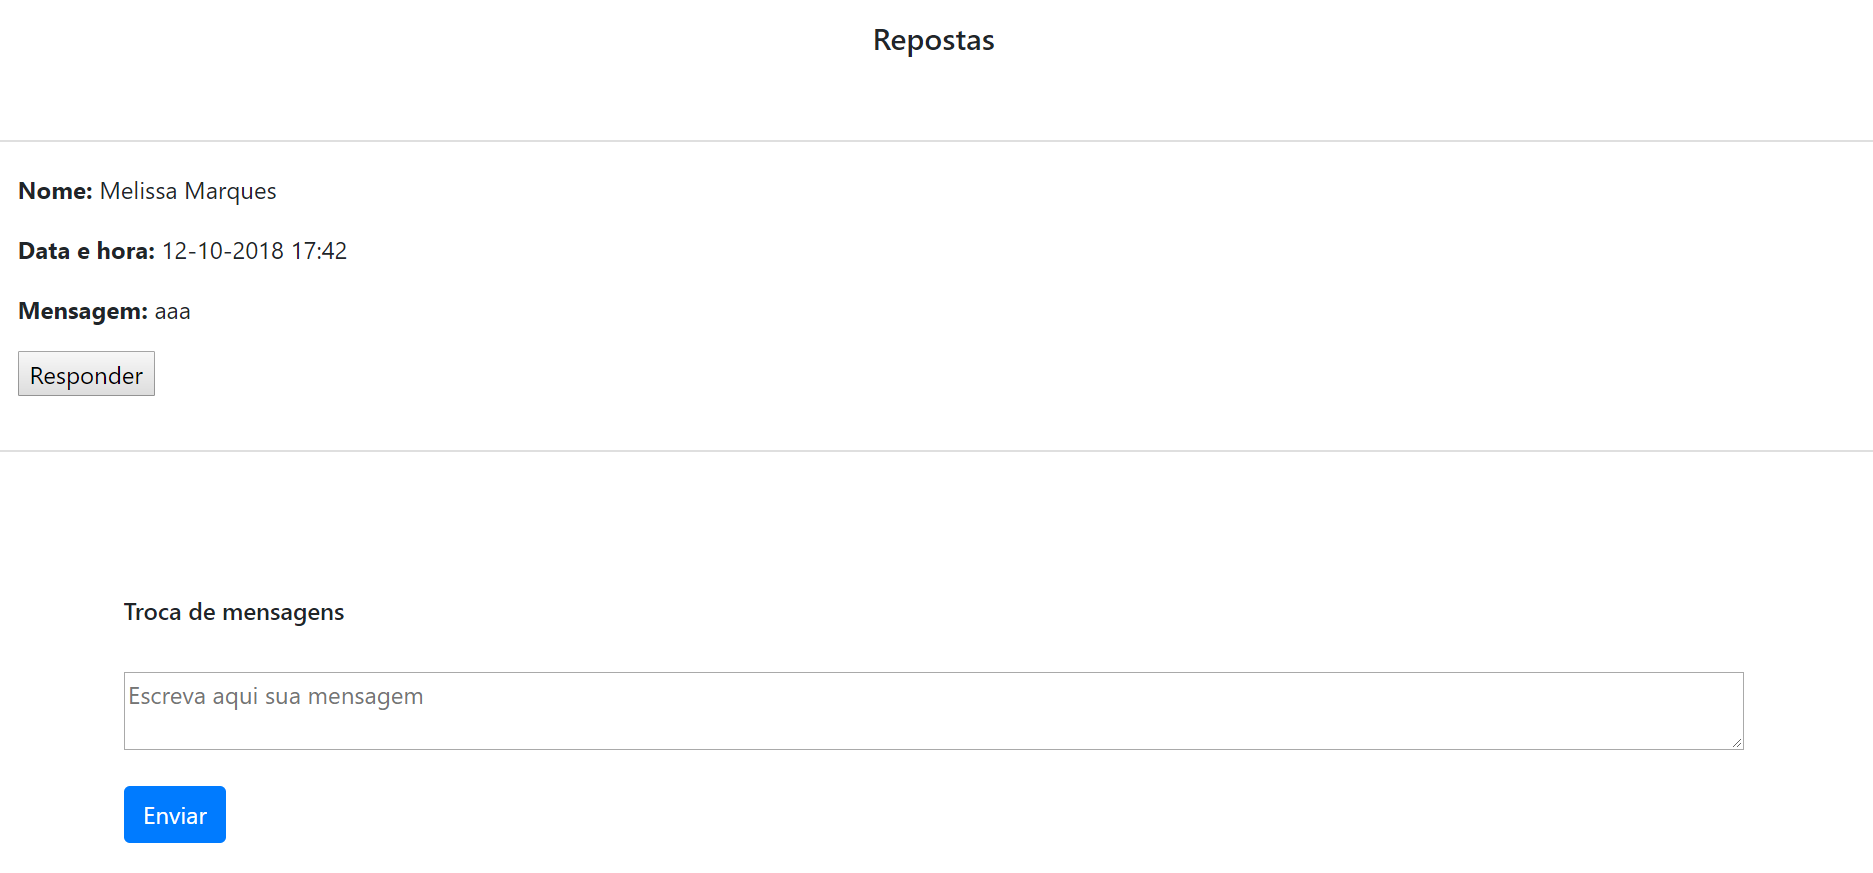 Repostas
Nome: Melissa Marques
Data e hora: 12-10-2018 17:42
Mensagem: aaa
Responder
Troca de mensagens
Escreva aqui sua mensagem
Enviar